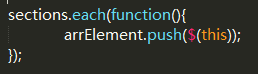 sections.each(function(){
arrElement.push($(this));
});